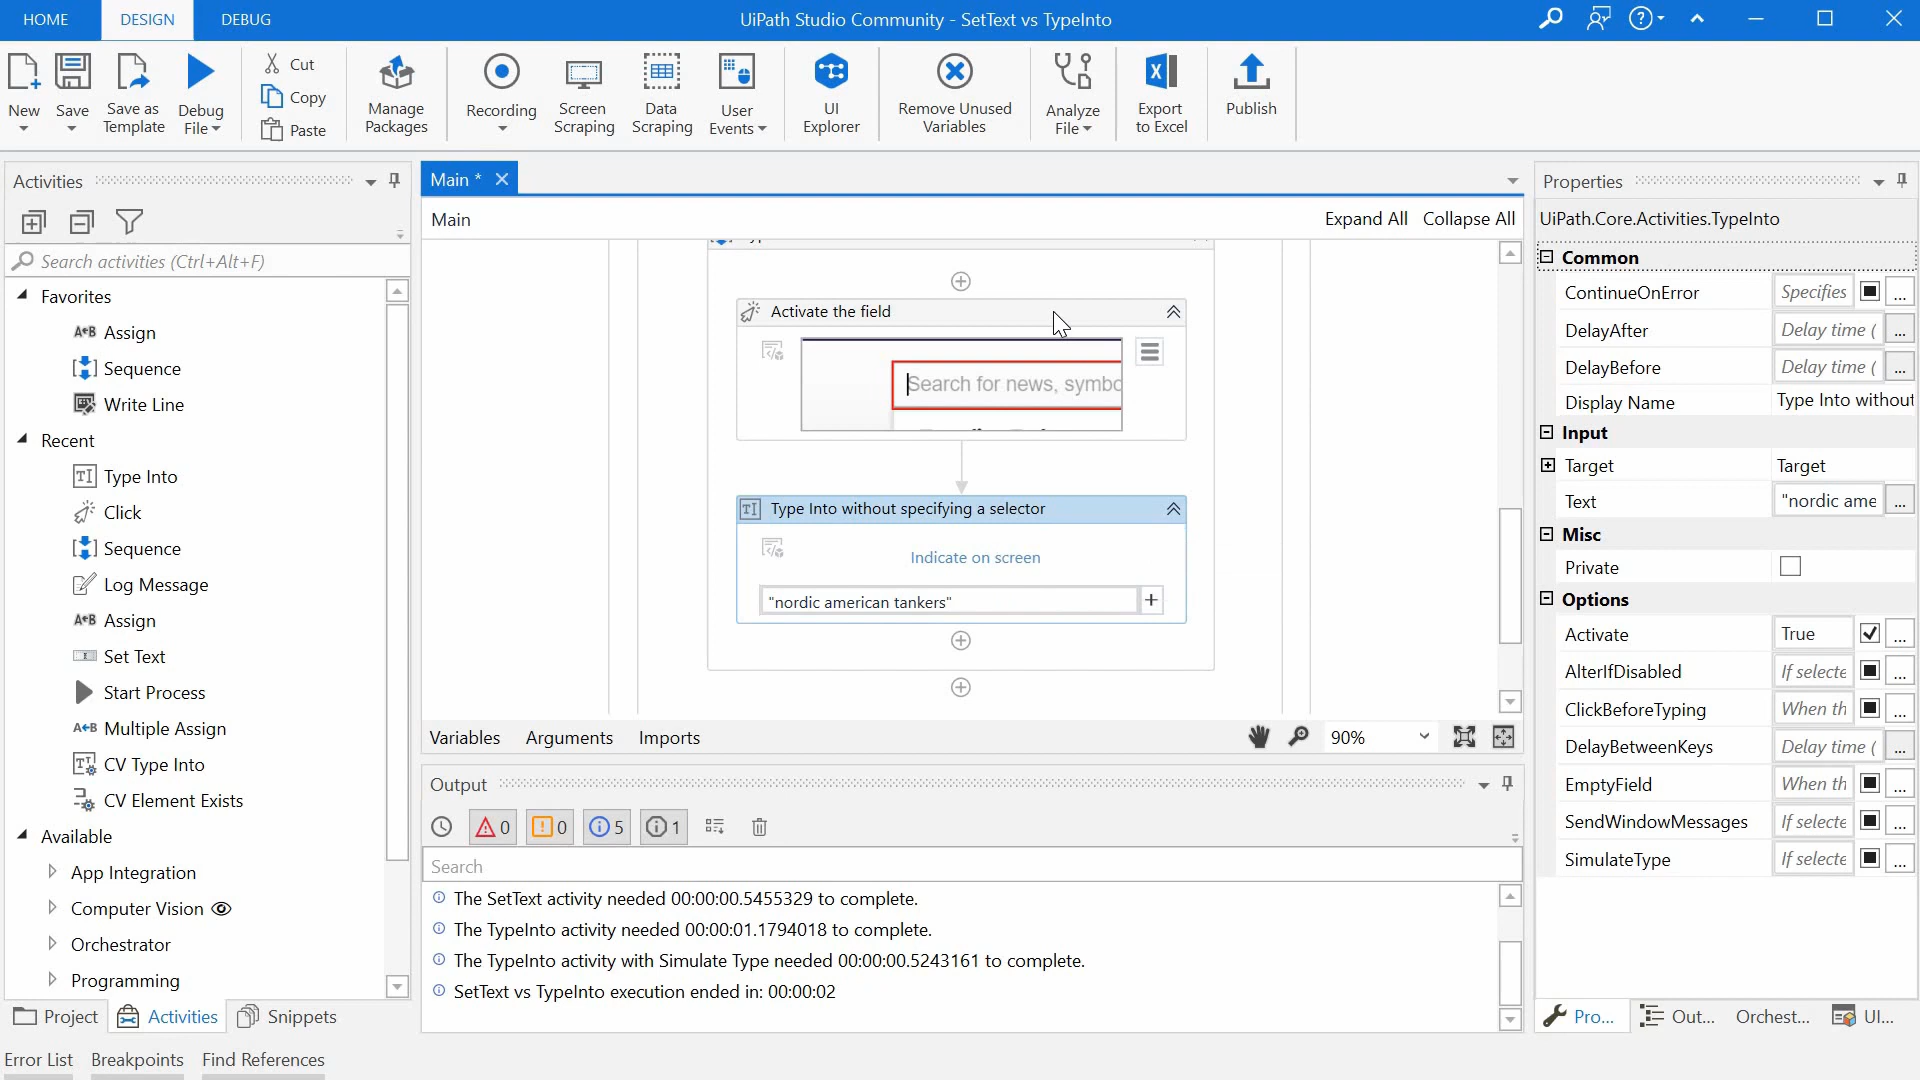 HOME DESIGN DEBUG UiPath Studio Community - SetText vs TypeInto
New Save Save as Template Debug File
Cut
Copy
Paste
Manage Packages
Recording
Screen Scraping
Data Scraping
User Events
UI Explorer
Remove Unused Variables
Analyze File
Export to Excel
Publish
Activities
Search activities (Ctrl+Alt+F)
Favorites
A•B Assign
Sequence
Write Line
Recent
Type Into
Click
Sequence
Log Message
A•B Assign
Set Text
Start Process
A•B Multiple Assign
CV Type Into
CV Element Exists
Available
App Integration
Computer Vision
Orchestrator
Programming
Project Activities Snippets
Error List Breakpoints Find References
Main *
Main Expand All Collapse All
Activate the field
Search for news, symbo
TI Type Into without specifying a selector
Indicate on screen
"nordic american tankers"
Variables Arguments Imports 90%
Output
0 0 5 1
Search
The SetText activity needed 00:00:00.5455329 to complete.
The TypeInto activity needed 00:00:01.1794018 to complete.
The TypeInto activity with Simulate Type needed 00:00:00.5243161 to complete.
SetText vs TypeInto execution ended in: 00:00:02
Properties
UiPath.Core.Activities.TypeInto
Common
ContinueOnError Specifies ...
DelayAfter Delay time ( ...
DelayBefore Delay time ( ...
Display Name Type Into without
Input
Target Target
Text "nordic ame ...
Misc
Private
Options
Activate True ...
AlterIfDisabled If selecte ...
ClickBeforeTyping When th ...
DelayBetweenKeys Delay time ( ...
EmptyField When th ...
SendWindowMessages If selecte ...
SimulateType If selecte ...
Pro... Out... Orchest... UI...